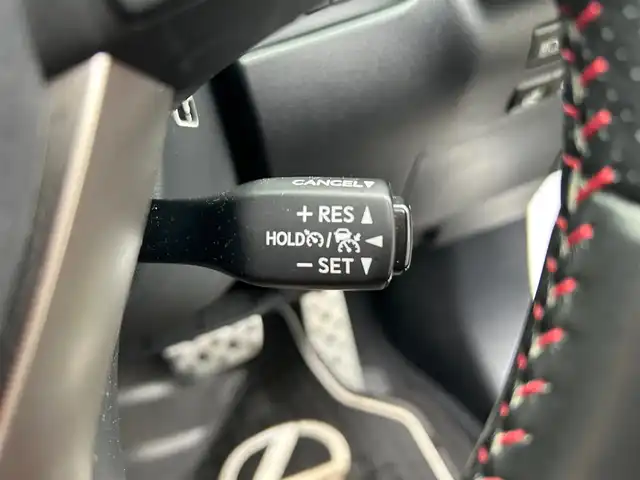 CANCEL▼
+ RES ▲
HOLD / ◀
− SET ▼